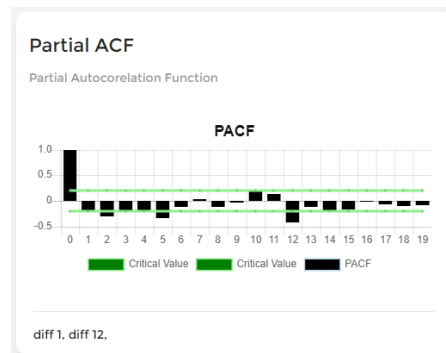 Partial ACF
Partial Autocorelation Function
PACF
1.0
0.5
0
-0.5
0 1 2 3 4 5 6 7 8 9 10 11 12 13 14 15 16 17 18 19
Critical Value Critical Value PACF
diff 1, diff 12,